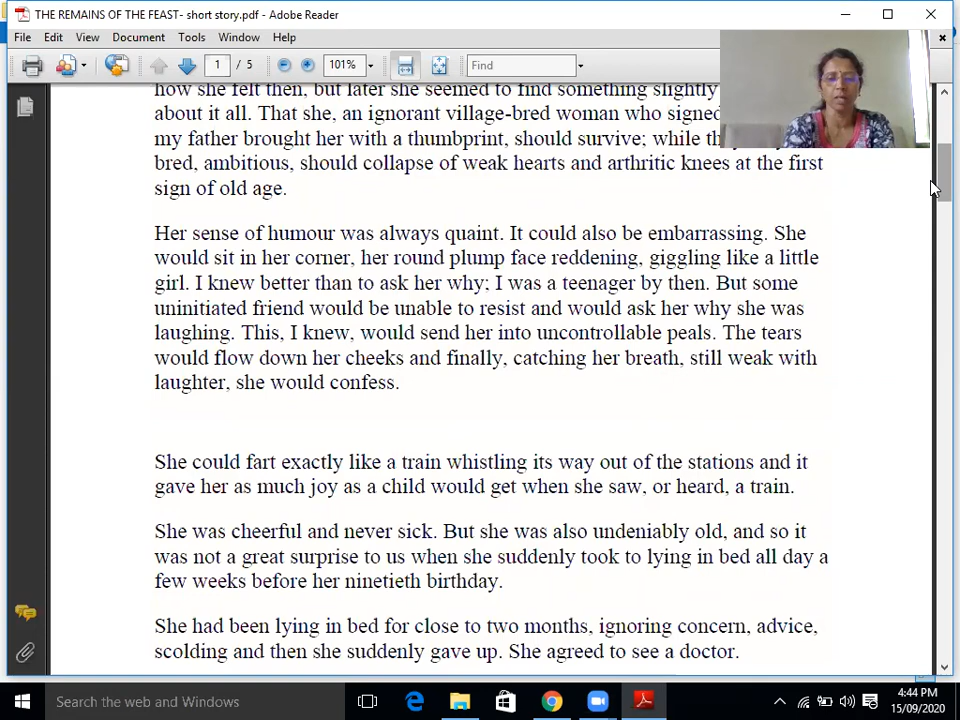 THE REMAINS OF THE FEAST- short story.pdf - Adobe Reader
File Edit View Document Tools Window Help
1 / 5 101% Find
how she felt then, but later she seemed to find something slightly
about it all. That she, an ignorant village-bred woman who signed
my father brought her with a thumbprint, should survive; while
bred, ambitious, should collapse of weak hearts and arthritic knees at the first
sign of old age.
Her sense of humour was always quaint. It could also be embarrassing. She
would sit in her corner, her round plump face reddening, giggling like a little
girl. I knew better than to ask her why; I was a teenager by then. But some
uninitiated friend would be unable to resist and would ask her why she was
laughing. This, I knew, would send her into uncontrollable peals. The tears
would flow down her cheeks and finally, catching her breath, still weak with
laughter, she would confess.
She could fart exactly like a train whistling its way out of the stations and it
gave her as much joy as a child would get when she saw, or heard, a train.
She was cheerful and never sick. But she was also undeniably old, and so it
was not a great surprise to us when she suddenly took to lying in bed all day a
few weeks before her ninetieth birthday.
She had been lying in bed for close to two months, ignoring concern, advice,
scolding and then she suddenly gave up. She agreed to see a doctor.
Search the web and Windows
4:44 PM
15/09/2020